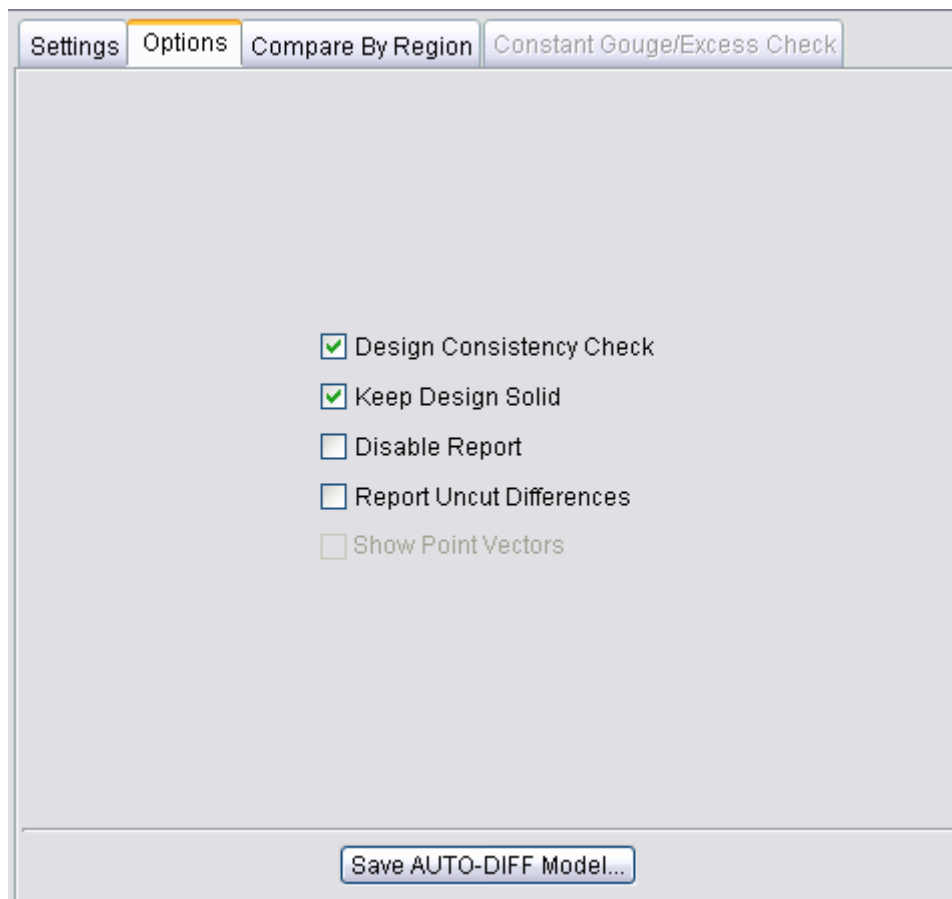 Settings Options Compare By Region Constant Gouge/Excess Check
Design Consistency Check
Keep Design Solid
Disable Report
Report Uncut Differences
Show Point Vectors
Save AUTO-DIFF Model...